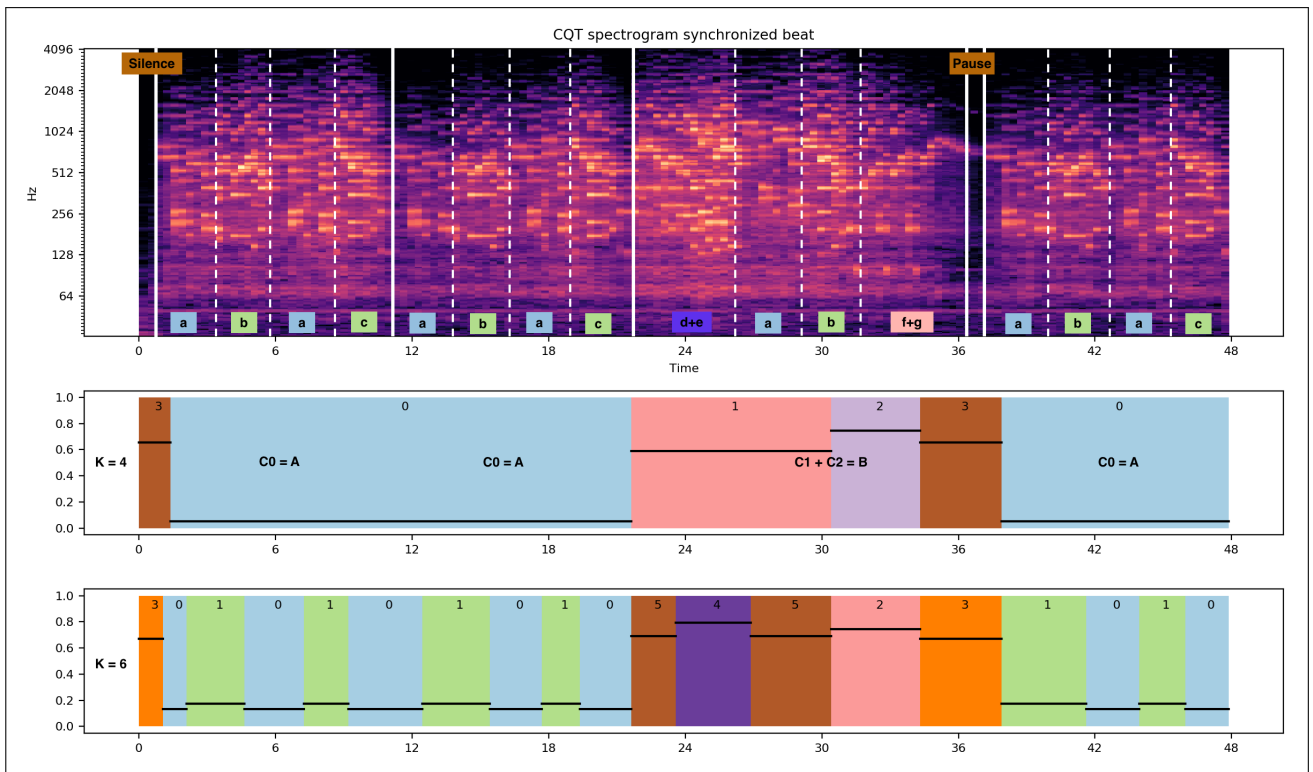 CQT spectrogram synchronized beat
4096
2048
1024
512
256
128
64
Hz
Silence
Pause
a b a c a b a c d+e a b f+g a b a c
0 6 12 18 24 30 36 42 48
Time
1.0
0.8
0.6
0.4
0.2
0.0
K = 4
3 0 1 2 3 0
C0 = A C0 = A C1 + C2 = B C0 = A
0 6 12 18 24 30 36 42 48
1.0
0.8
0.6
0.4
0.2
0.0
K = 6
3 0 1 0 1 0 1 0 1 0 5 4 5 2 3 1 0 1 0
0 6 12 18 24 30 36 42 48